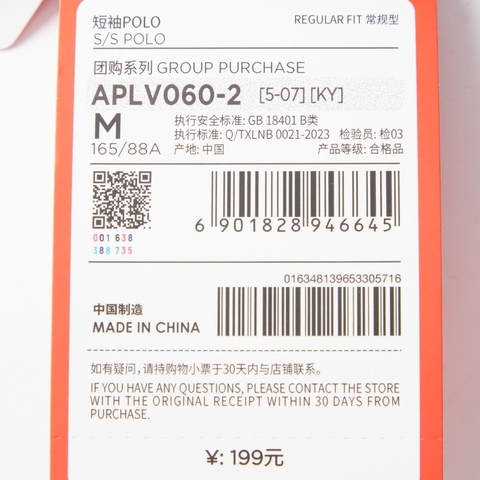 短袖POLO
REGULAR FIT 常规型
S/S POLO
团购系列 GROUP PURCHASE
APLV060-2 [5-07] [KY]
M
165/88A
执行安全标准: GB 18401 B类
执行标准: Q/TXLNB 0021-2023 检验员: 检03
产地: 中国 产品等级: 合格品
001 638
388 735
6 901828 946645
016348139653305716
中国制造
MADE IN CHINA
如有疑问，请持购物小票于30天内与店铺联系。
IF YOU HAVE ANY QUESTIONS, PLEASE CONTACT THE STORE
WITH THE ORIGINAL RECEIPT WITHIN 30 DAYS FROM
PURCHASE.
¥: 199元